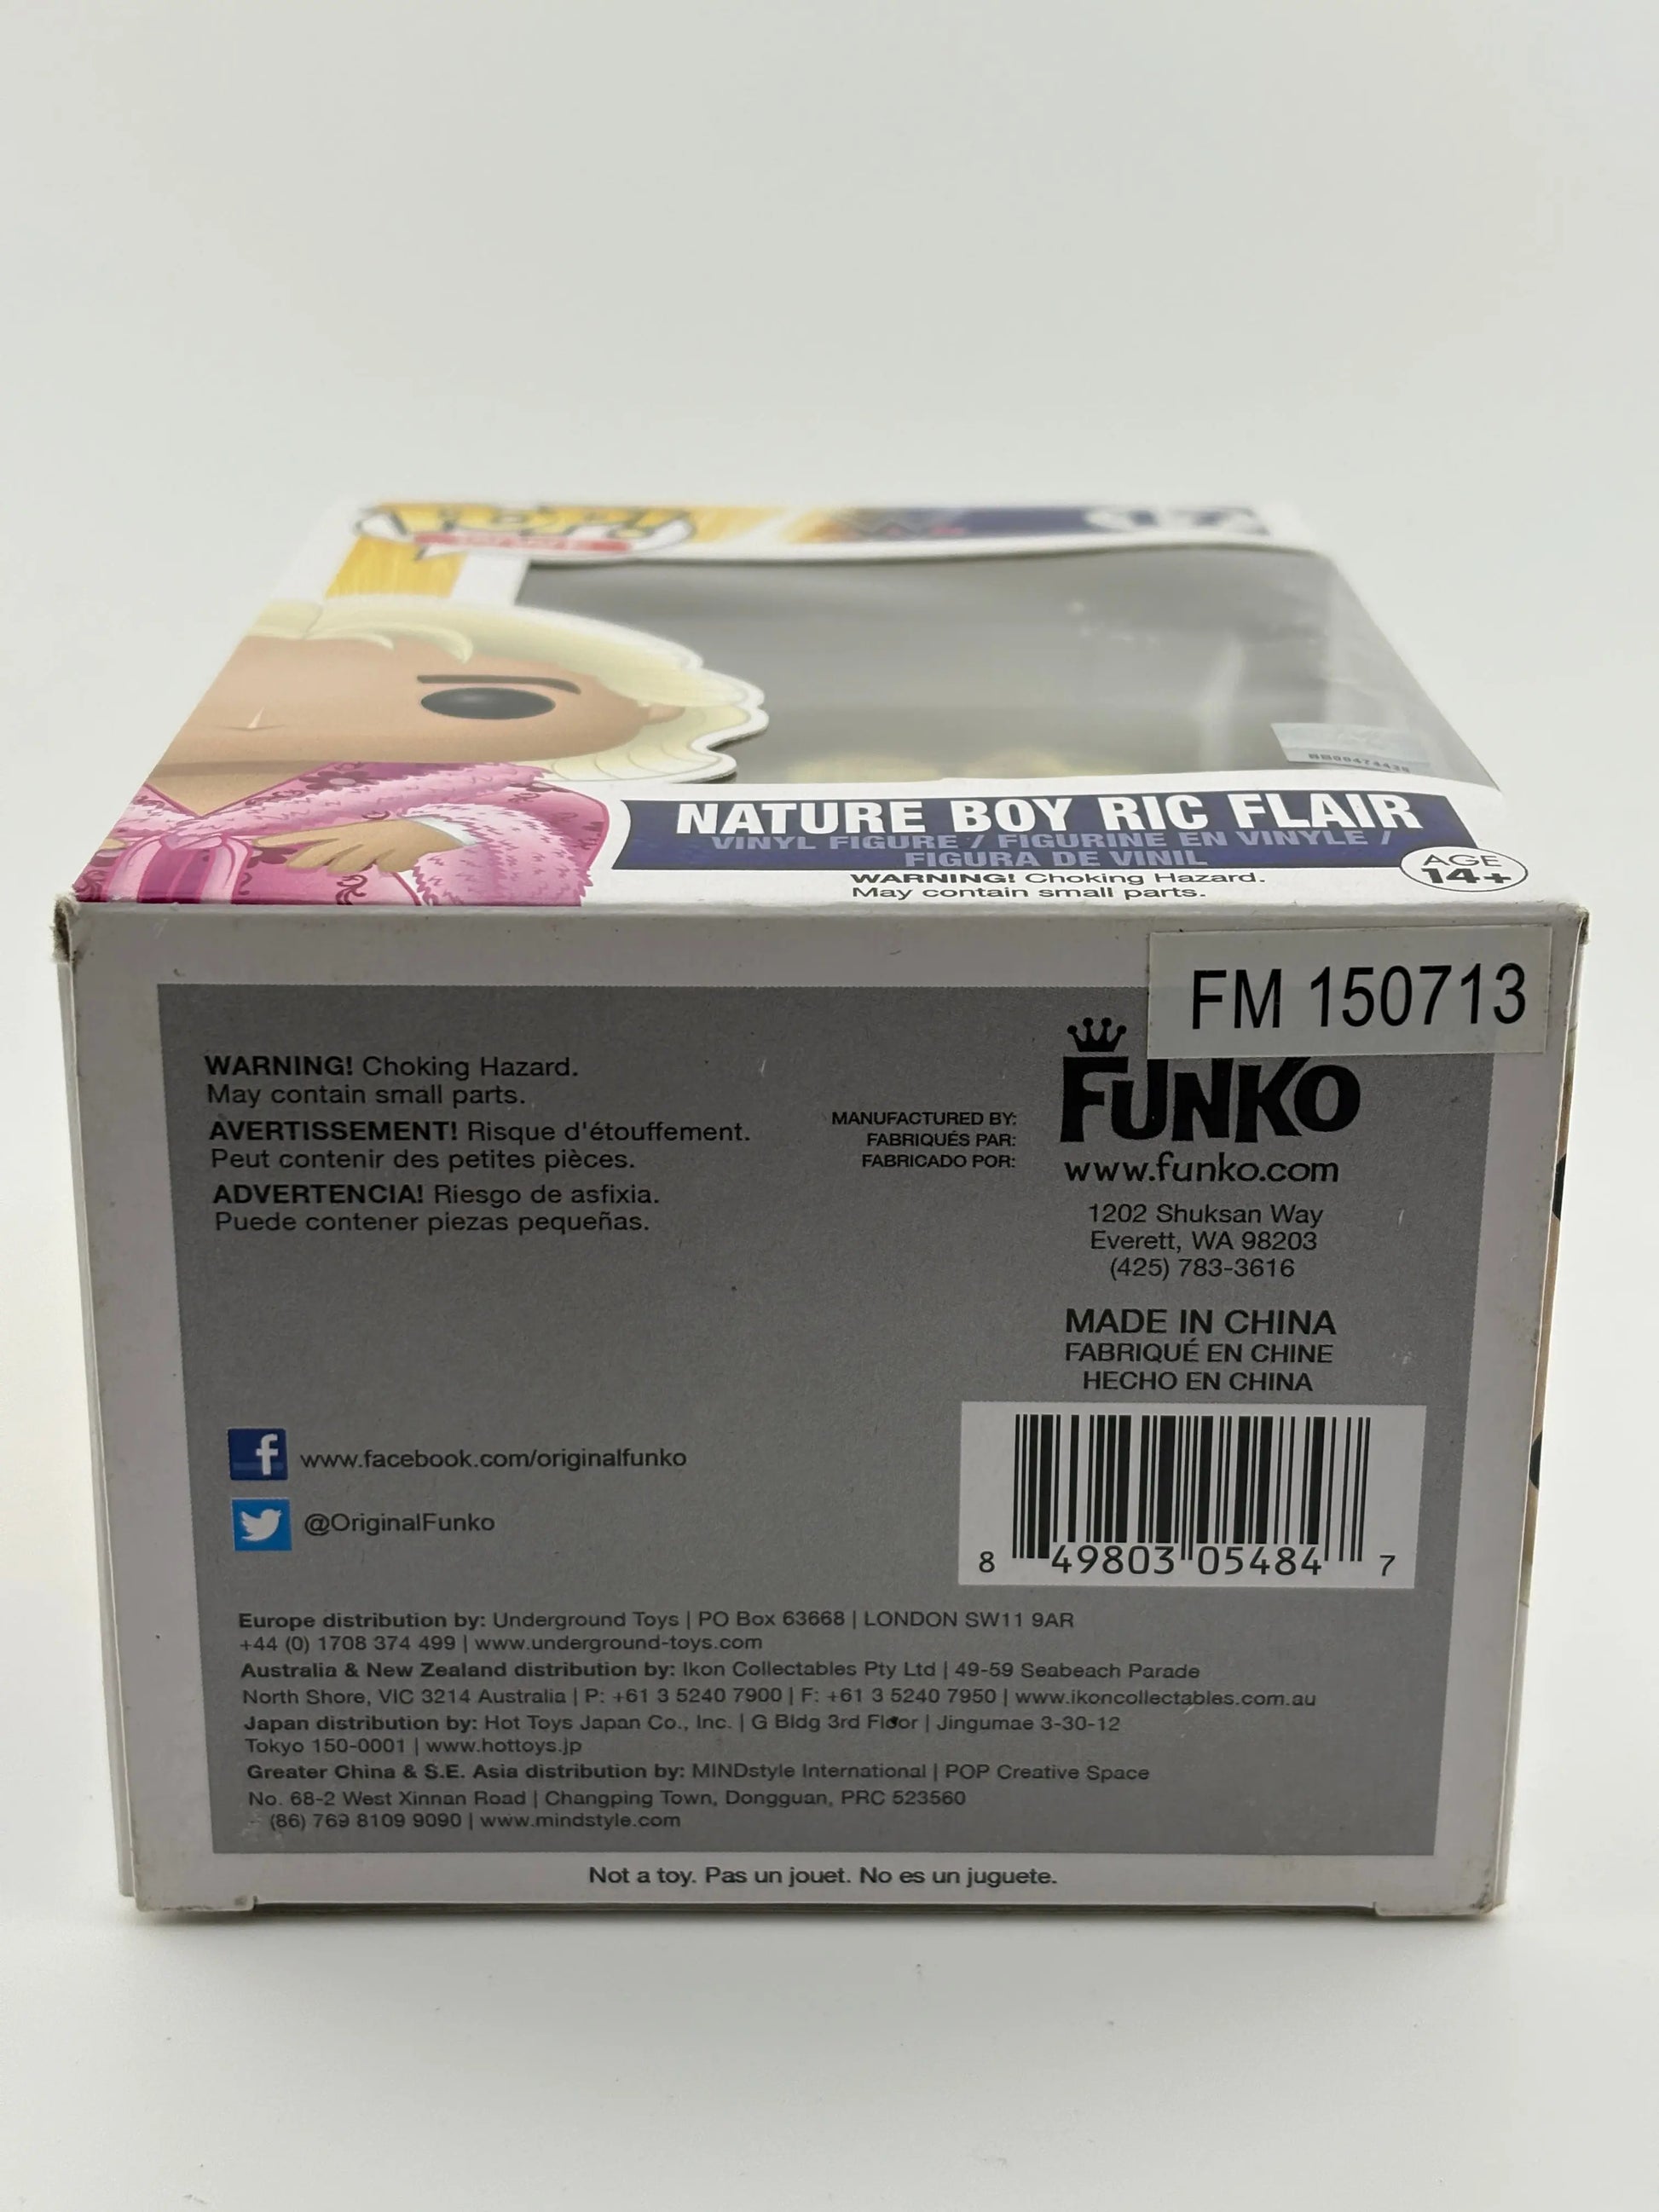 POP!
NATURE BOY RIC FLAIR
VINYL FIGURE / FIGURINE EN VINYLE /
FIGURA DE VINIL
WARNING! Choking Hazard.
May contain small parts.
AGE
14+
FM 150713
WARNING! Choking Hazard.
May contain small parts.
AVERTISSEMENT! Risque d'étouffement.
Peut contenir des petites pièces.
ADVERTENCIA! Riesgo de asfixia.
Puede contener piezas pequeñas.
MANUFACTURED BY:
FABRIQUÉS PAR:
FABRICADO POR:
FUNKO
www.funko.com
1202 Shuksan Way
Everett, WA 98203
(425) 783-3616
MADE IN CHINA
FABRIQUÉ EN CHINE
HECHO EN CHINA
f www.facebook.com/originalfunko
@OriginalFunko
8 49803 05484 7
Europe distribution by: Underground Toys | PO Box 63668 | LONDON SW11 9AR
+44 (0) 1708 374 499 | www.underground-toys.com
Australia & New Zealand distribution by: Ikon Collectables Pty Ltd | 49-59 Seabeach Parade
North Shore, VIC 3214 Australia | P: +61 3 5240 7900 | F: +61 3 5240 7950 | www.ikoncollectables.com.au
Japan distribution by: Hot Toys Japan Co., Inc. | G Bldg 3rd Floor | Jingumae 3-30-12
Tokyo 150-0001 | www.hottoys.jp
Greater China & S.E. Asia distribution by: MINDstyle International | POP Creative Space
No. 68-2 West Xinnan Road | Changping Town, Dongguan, PRC 523560
(86) 769 8109 9090 | www.mindstyle.com
Not a toy. Pas un jouet. No es un juguete.